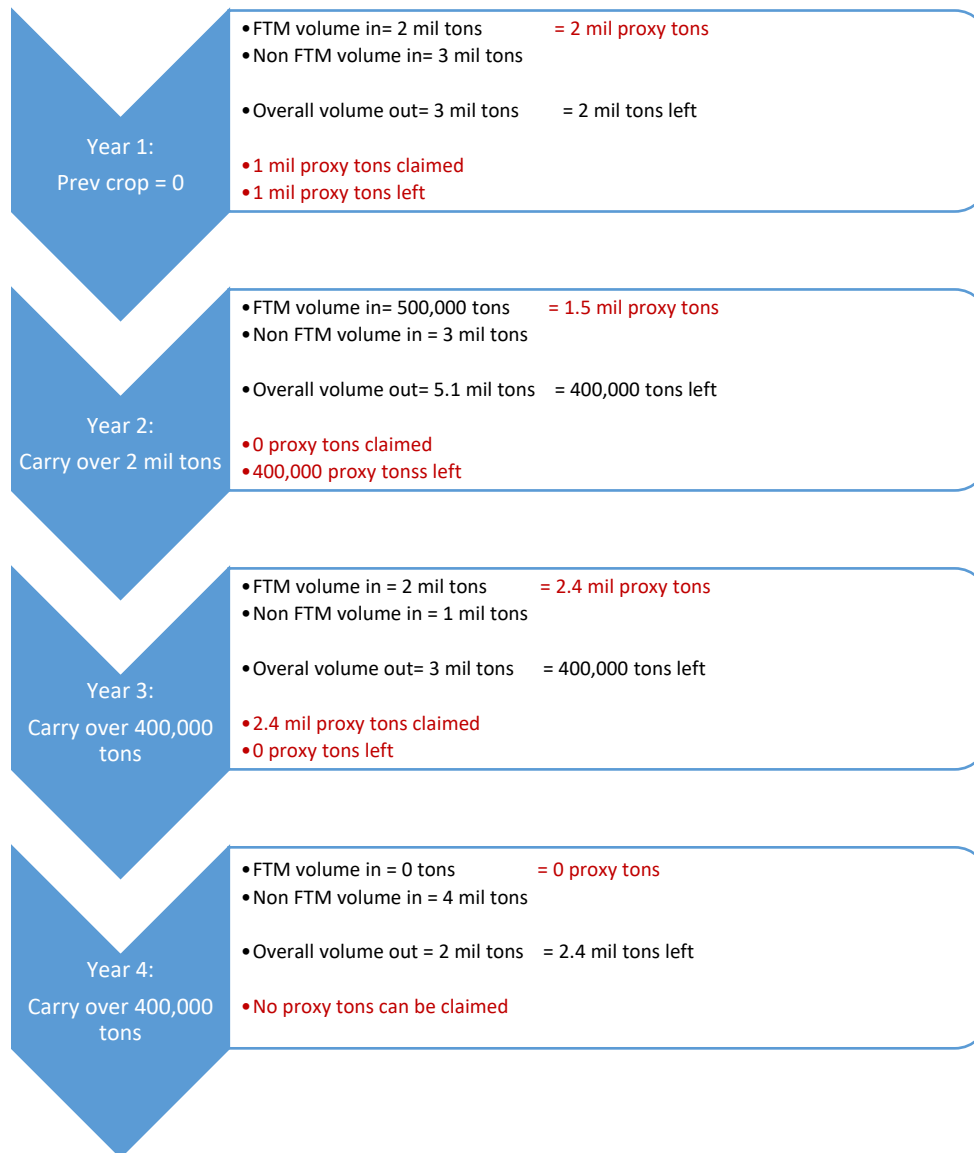 Year 1:
Prev crop = 0
•FTM volume in= 2 mil tons = 2 mil proxy tons
•Non FTM volume in= 3 mil tons
•Overall volume out= 3 mil tons = 2 mil tons left
•1 mil proxy tons claimed
•1 mil proxy tons left
Year 2:
Carry over 2 mil tons
•FTM volume in= 500,000 tons = 1.5 mil proxy tons
•Non FTM volume in = 3 mil tons
•Overall volume out= 5.1 mil tons = 400,000 tons left
•0 proxy tons claimed
•400,000 proxy tonss left
Year 3:
Carry over 400,000
tons
•FTM volume in = 2 mil tons = 2.4 mil proxy tons
•Non FTM volume in = 1 mil tons
•Overal volume out= 3 mil tons = 400,000 tons left
•2.4 mil proxy tons claimed
•0 proxy tons left
Year 4:
Carry over 400,000
tons
•FTM volume in = 0 tons = 0 proxy tons
•Non FTM volume in = 4 mil tons
•Overall volume out = 2 mil tons = 2.4 mil tons left
•No proxy tons can be claimed